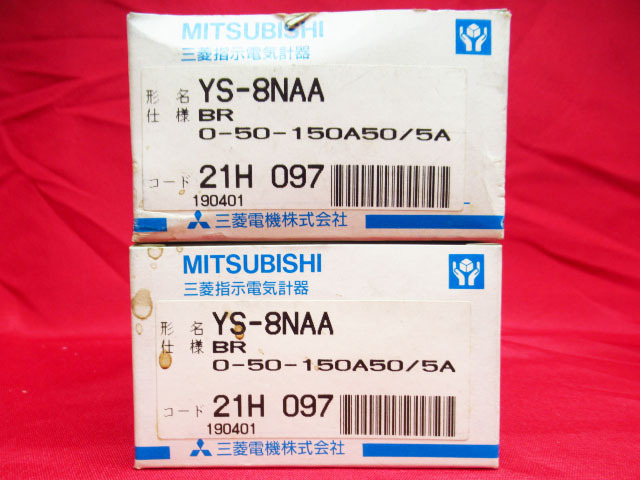 MITSUBISHI
三菱指示電気計器
形名 YS-8NAA
仕様 BR
0-50-150A50/5A
コード 21H 097
190401
三菱電機株式会社
MITSUBISHI
三菱指示電気計器
形名 YS-8NAA
仕様 BR
0-50-150A50/5A
コード 21H 097
190401
三菱電機株式会社